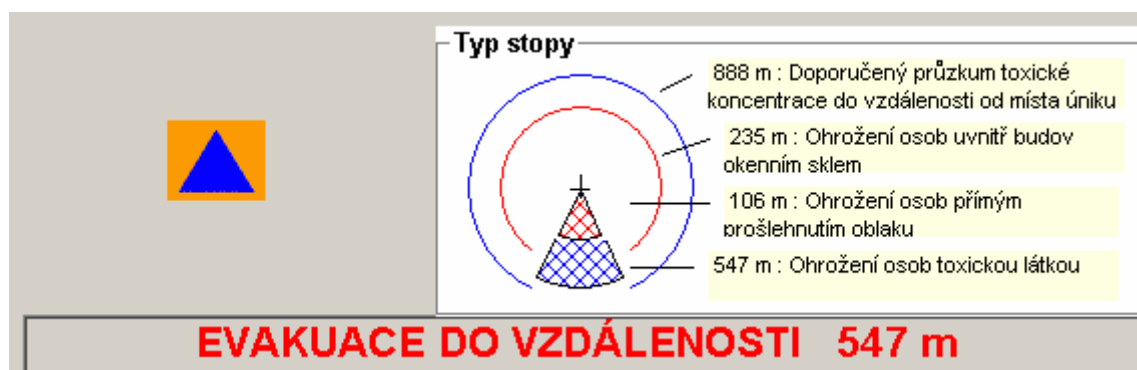 Typ stopy
888 m : Doporučený průzkum toxické
koncentrace do vzdálenosti od místa úniku
235 m : Ohrožení osob uvnitř budov
okenním sklem
106 m : Ohrožení osob přímým
prošlehnutím oblaku
547 m : Ohrožení osob toxickou látkou
EVAKUACE DO VZDÁLENOSTI 547 m